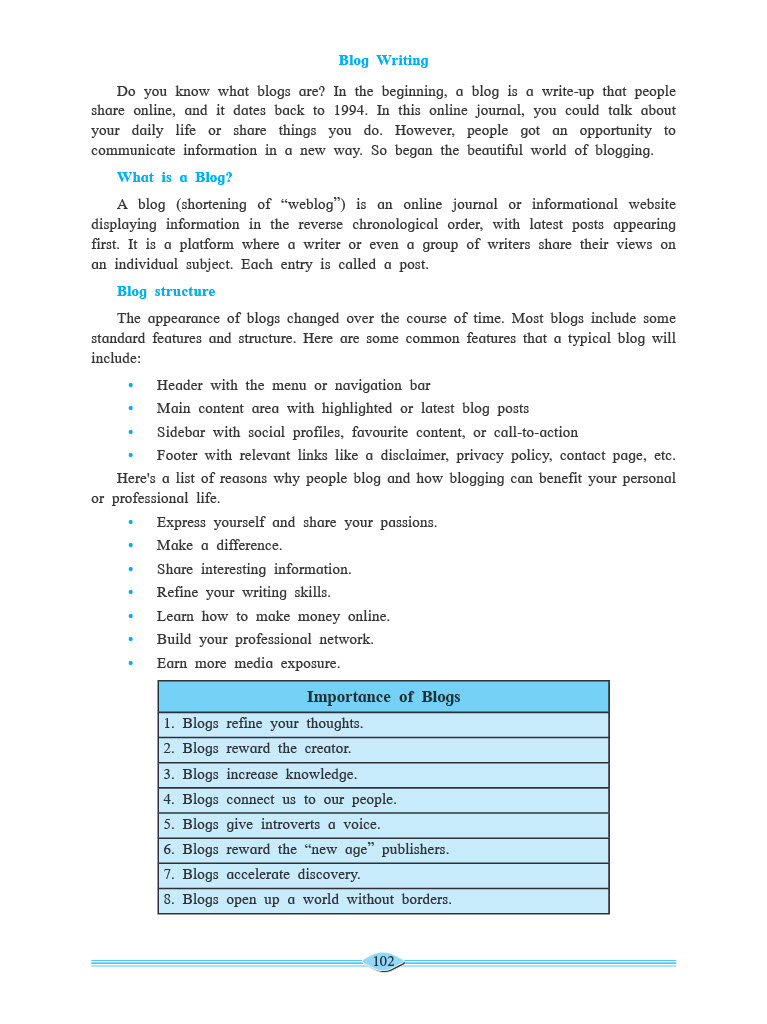 Blog Writing
Do you know what blogs are? In the beginning, a blog is a write-up that people
share online, and it dates back to 1994. In this online journal, you could talk about
your daily life or share things you do. However, people got an opportunity to
communicate information in a new way. So began the beautiful world of blogging.
What is a Blog?
A blog (shortening of “weblog”) is an online journal or informational website
displaying information in the reverse chronological order, with latest posts appearing
first. It is a platform where a writer or even a group of writers share their views on
an individual subject. Each entry is called a post.
Blog structure
The appearance of blogs changed over the course of time. Most blogs include some
standard features and structure. Here are some common features that a typical blog will
include:
• Header with the menu or navigation bar
• Main content area with highlighted or latest blog posts
• Sidebar with social profiles, favourite content, or call-to-action
• Footer with relevant links like a disclaimer, privacy policy, contact page, etc.
Here's a list of reasons why people blog and how blogging can benefit your personal
or professional life.
• Express yourself and share your passions.
• Make a difference.
• Share interesting information.
• Refine your writing skills.
• Learn how to make money online.
• Build your professional network.
• Earn more media exposure.
Importance of Blogs
1. Blogs refine your thoughts.
2. Blogs reward the creator.
3. Blogs increase knowledge.
4. Blogs connect us to our people.
5. Blogs give introverts a voice.
6. Blogs reward the “new age” publishers.
7. Blogs accelerate discovery.
8. Blogs open up a world without borders.
102